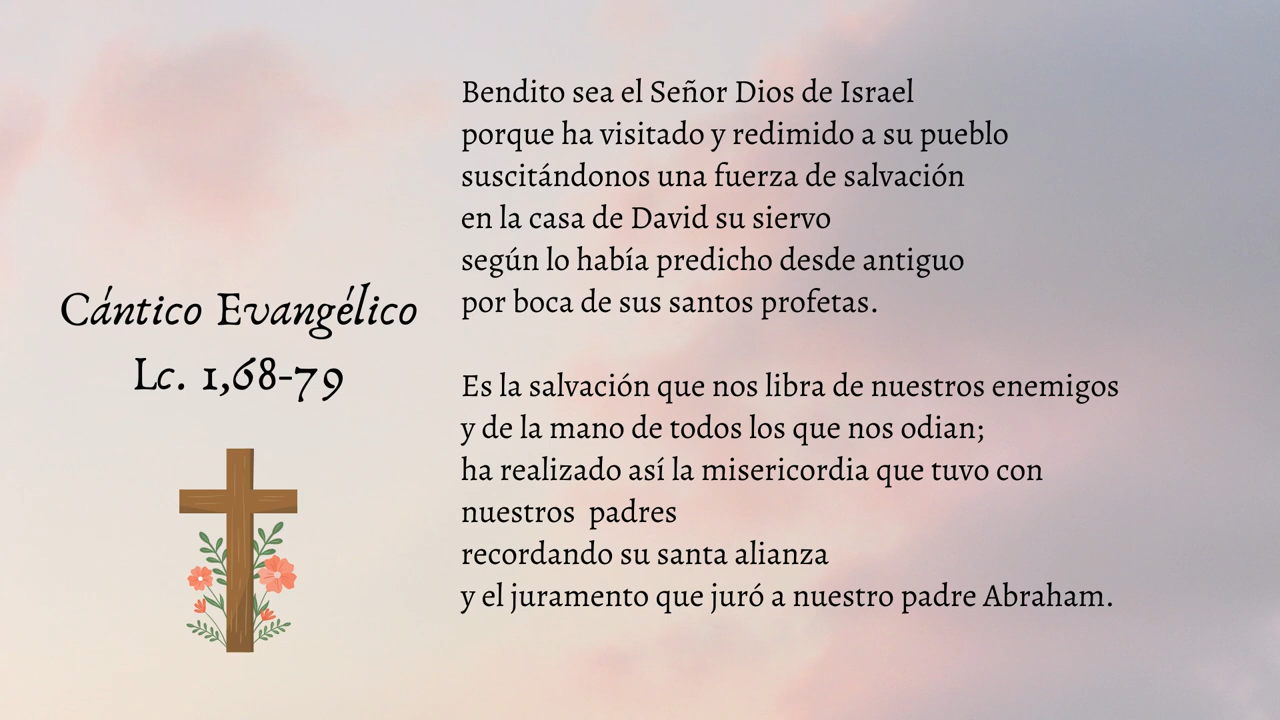 Cántico Evangélico
Lc. 1,68-79
Bendito sea el Señor Dios de Israel
porque ha visitado y redimido a su pueblo
suscitándonos una fuerza de salvación
en la casa de David su siervo
según lo había predicho desde antiguo
por boca de sus santos profetas.
Es la salvación que nos libra de nuestros enemigos
y de la mano de todos los que nos odian;
ha realizado así la misericordia que tuvo con
nuestros  padres
recordando su santa alianza
y el juramento que juró a nuestro padre Abraham.